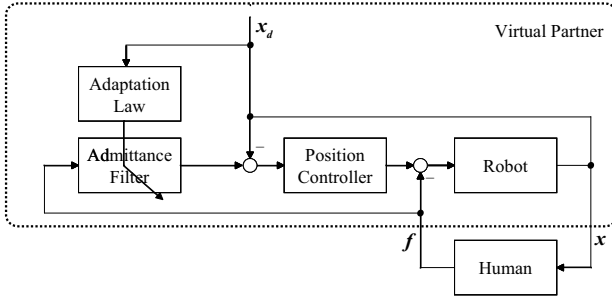 x_d
Virtual Partner
Adaptation
Law
Admittance
Filter
–
Position
Controller
–
Robot
f
x
Human